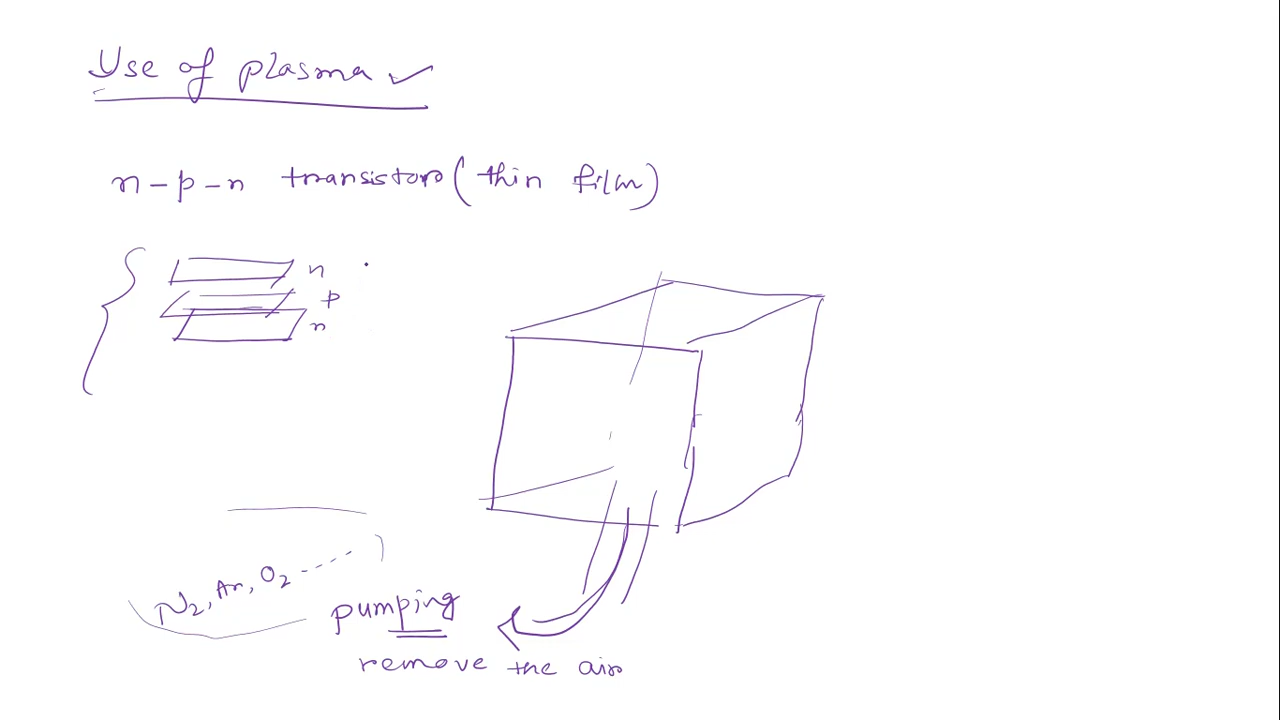 Use of plasma ✓
n-p-n transistors (thin film)
n
p
n
N2, Ar, O2 -----
pumping
remove the air